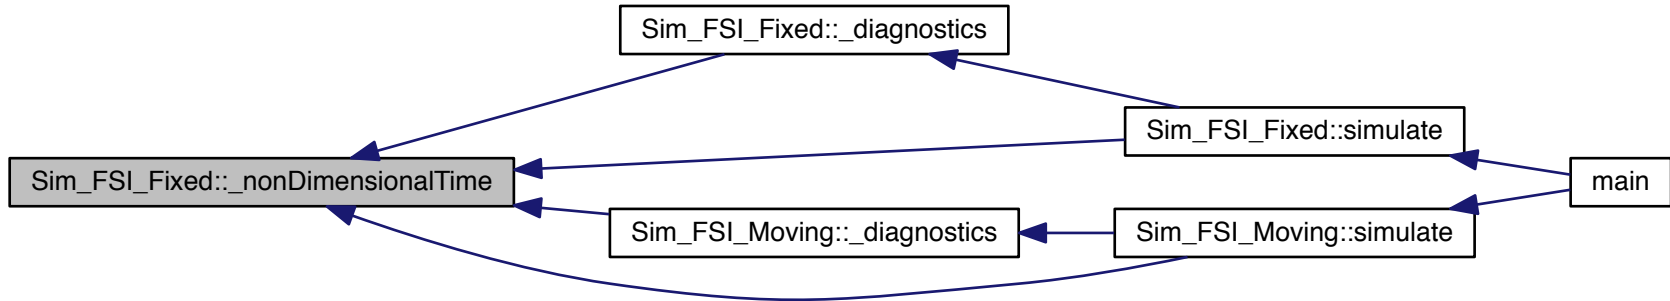 Sim_FSI_Fixed::_diagnostics
Sim_FSI_Fixed::simulate
Sim_FSI_Fixed::_nonDimensionalTime
main
Sim_FSI_Moving::_diagnostics
Sim_FSI_Moving::simulate